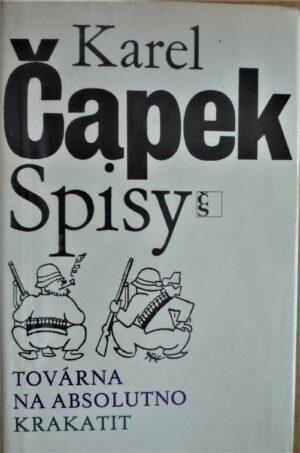 Karel
Čapek
Spisy
ČS
TOVÁRNA
NA ABSOLUTNO
KRAKATIT